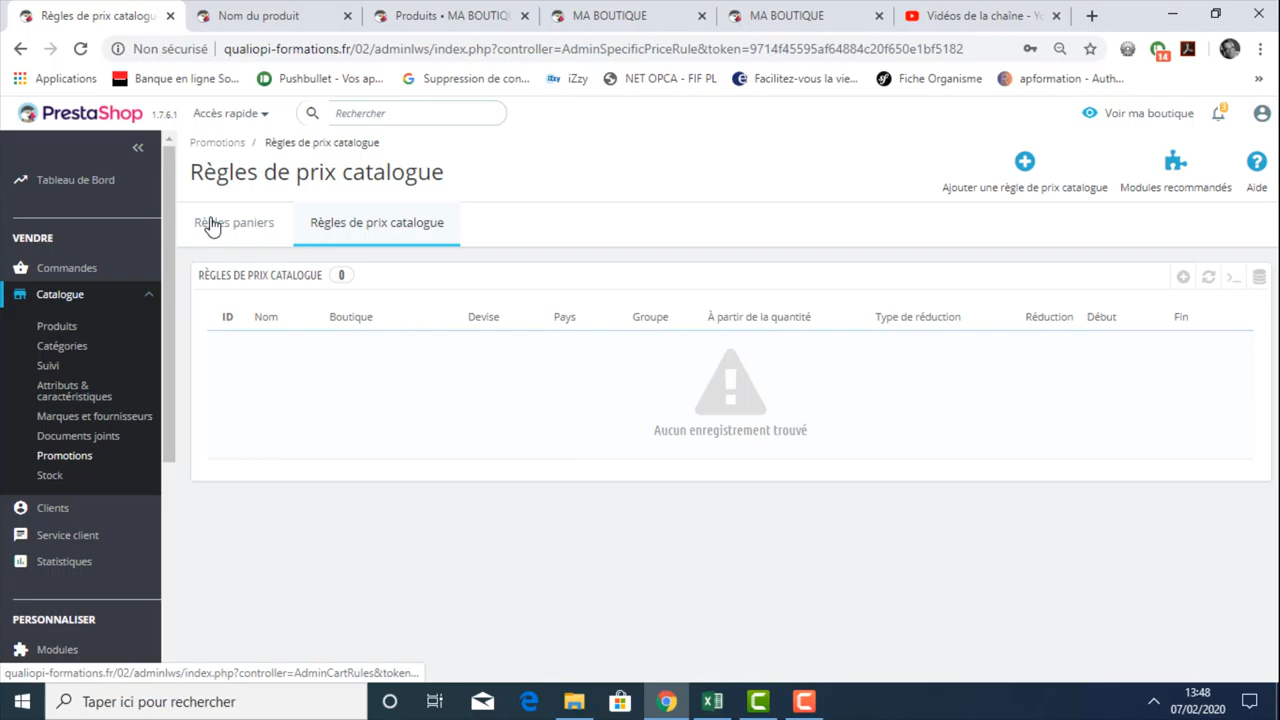 Règles de prix catalogu
Nom du produit
Produits • MA BOUTIQU
MA BOUTIQUE
MA BOUTIQUE
Vidéos de la chaîne - Yo
Non sécurisé
qualiopi-formations.fr/02/adminlws/index.php?controller=AdminSpecificPriceRule&token=9714f45595af64884c20f650e1bf5182
14
Applications
Banque en ligne So...
Pushbullet - Vos ap...
Suppression de con...
iZzy
NET OPCA - FIF PL
Facilitez-vous la vie...
Fiche Organisme
apformation - Auth...
»
PrestaShop
1.7.6.1
Accès rapide
Rechercher
Voir ma boutique
3
Promotions / Règles de prix catalogue
Règles de prix catalogue
Ajouter une règle de prix catalogue
Modules recommandés
Aide
Règles paniers
Règles de prix catalogue
Tableau de Bord
VENDRE
Commandes
Catalogue
Produits
Catégories
Suivi
Attributs &
caractéristiques
Marques et fournisseurs
Documents joints
Promotions
Stock
Clients
Service client
Statistiques
PERSONNALISER
Modules
RÈGLES DE PRIX CATALOGUE 0
ID
Nom
Boutique
Devise
Pays
Groupe
À partir de la quantité
Type de réduction
Réduction
Début
Fin
Aucun enregistrement trouvé
qualiopi-formations.fr/02/adminlws/index.php?controller=AdminCartRules&token...
Taper ici pour rechercher
13:48
07/02/2020